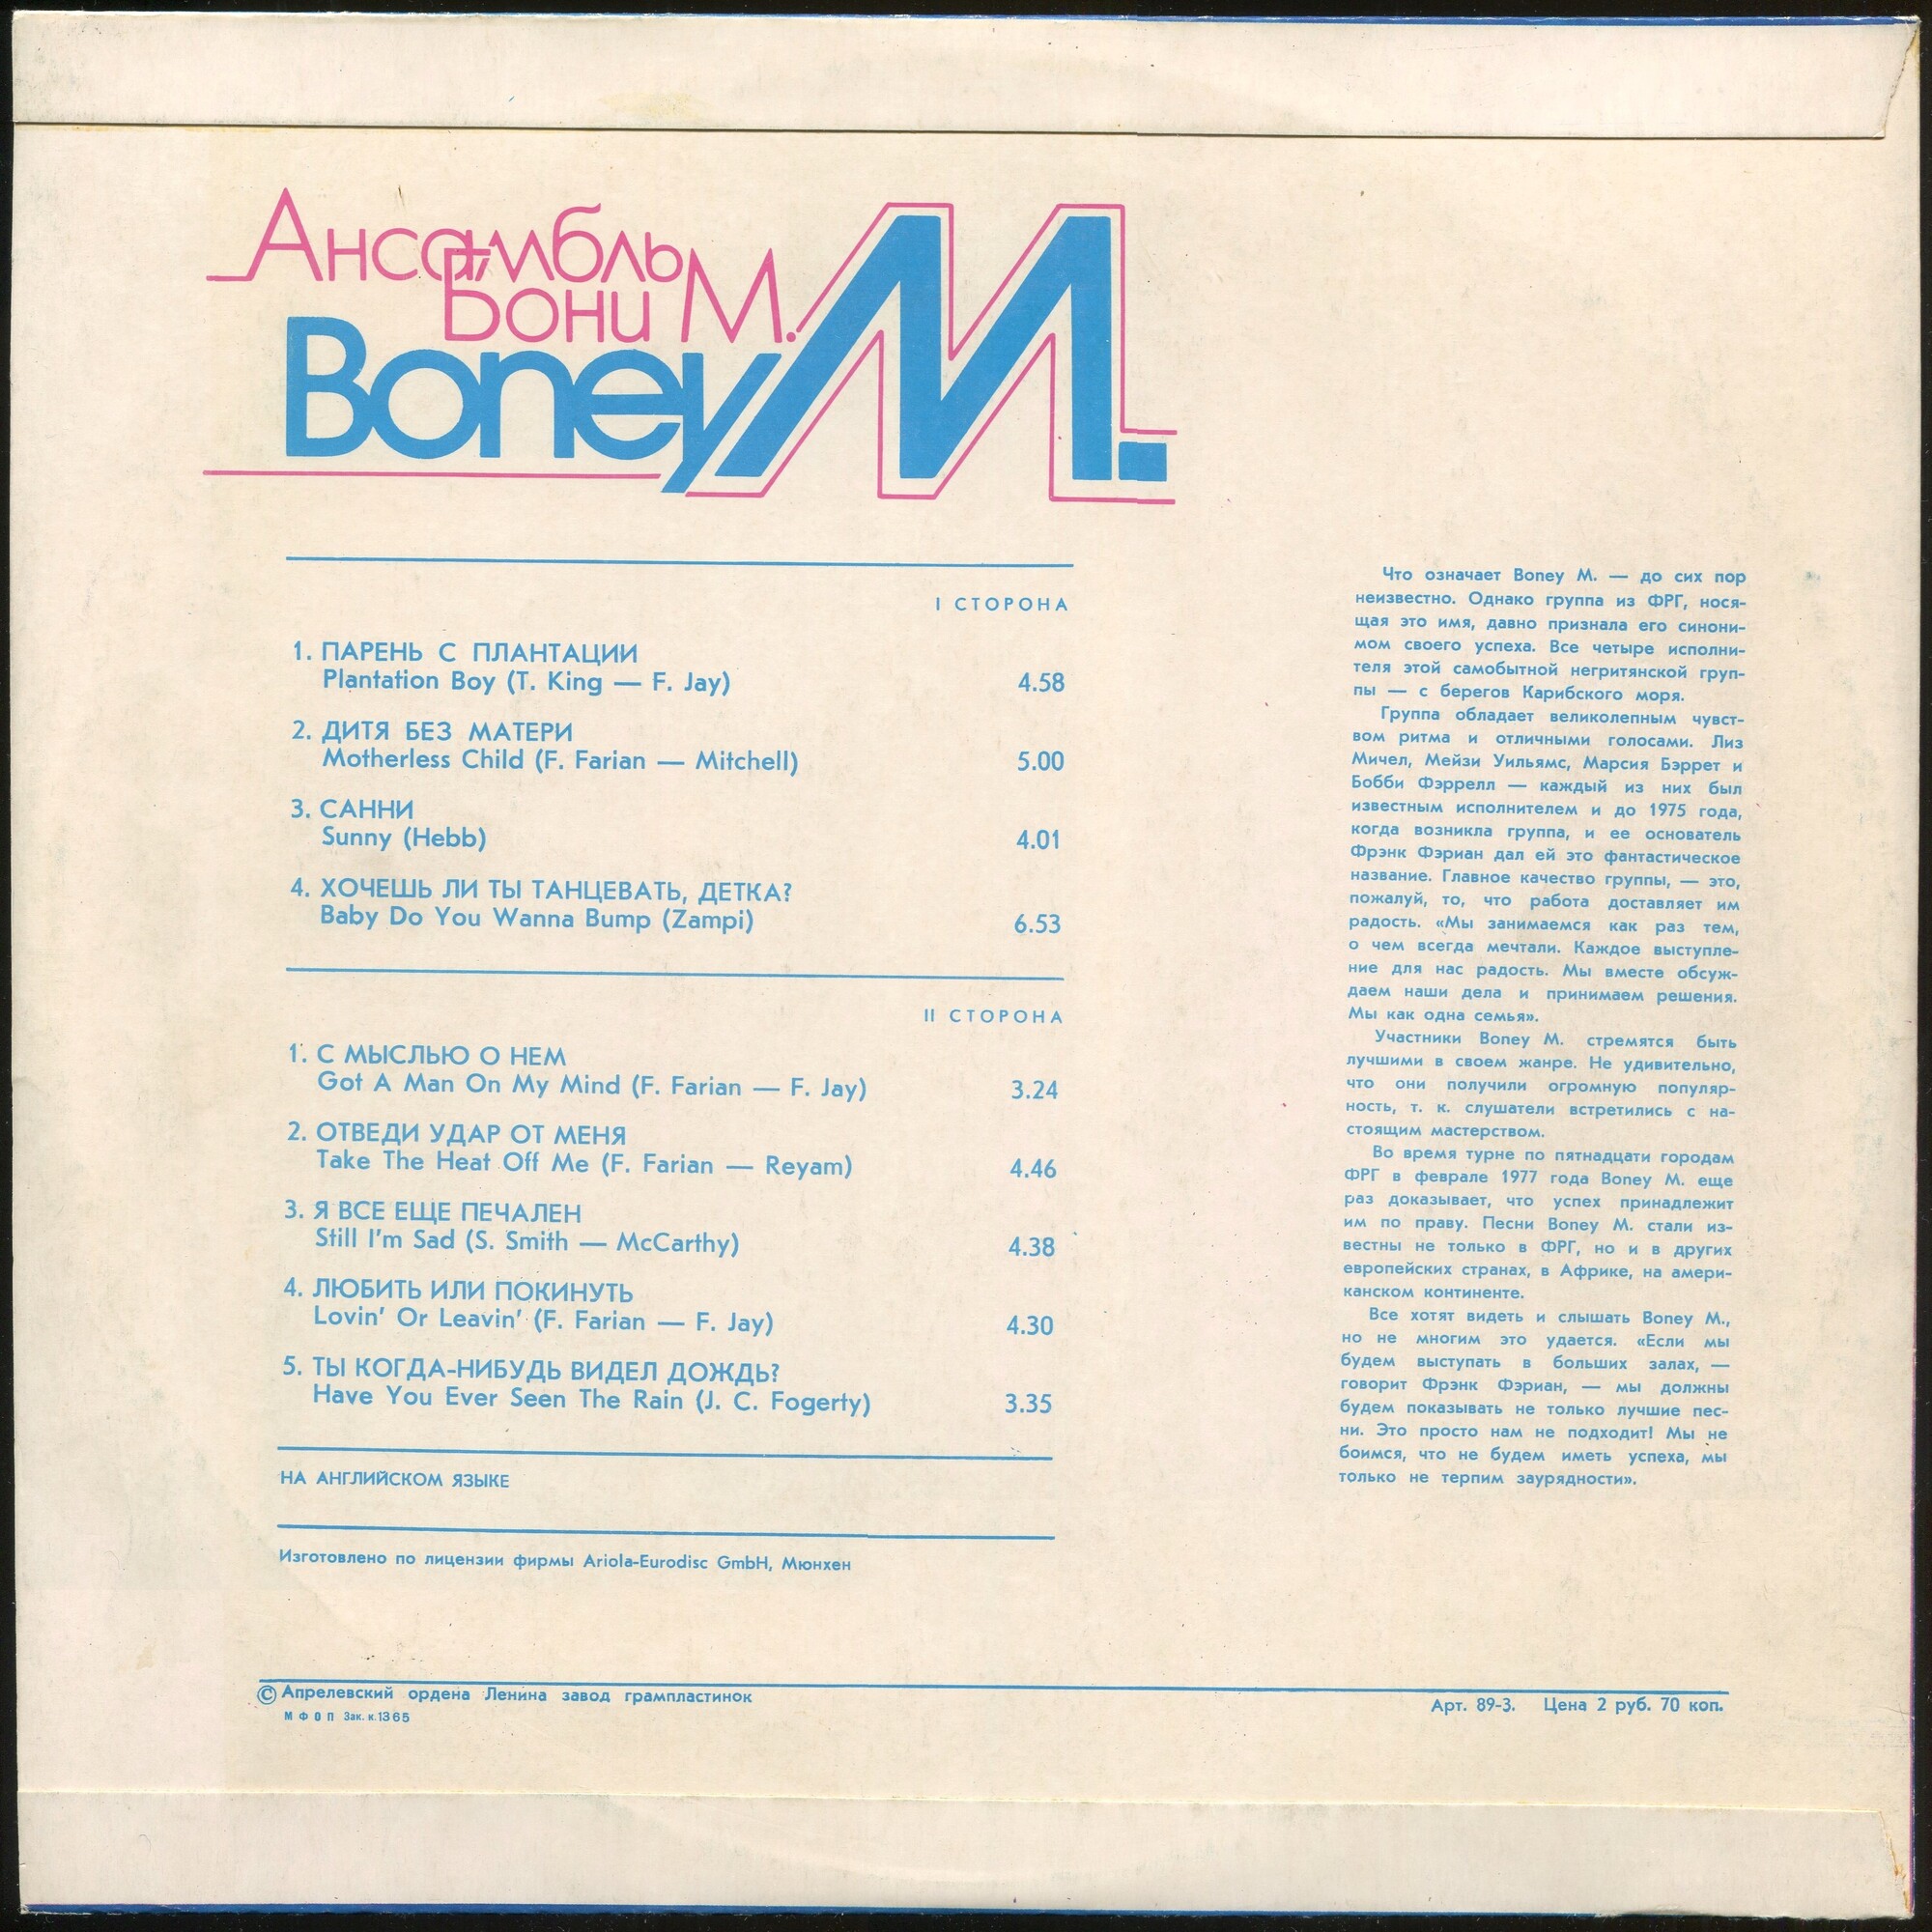 Ансамбль
Бони М.
Boney M.
I СТОРОНА
1. ПАРЕНЬ С ПЛАНТАЦИИ
Plantation Boy (T. King — F. Jay) 4.58
2. ДИТЯ БЕЗ МАТЕРИ
Motherless Child (F. Farian — Mitchell) 5.00
3. САННИ
Sunny (Hebb) 4.01
4. ХОЧЕШЬ ЛИ ТЫ ТАНЦЕВАТЬ, ДЕТКА?
Baby Do You Wanna Bump (Zampi) 6.53
II СТОРОНА
1. С МЫСЛЬЮ О НЕМ
Got A Man On My Mind (F. Farian — F. Jay) 3.24
2. ОТВЕДИ УДАР ОТ МЕНЯ
Take The Heat Off Me (F. Farian — Reyam) 4.46
3. Я ВСЕ ЕЩЕ ПЕЧАЛЕН
Still I'm Sad (S. Smith — McCarthy) 4.38
4. ЛЮБИТЬ ИЛИ ПОКИНУТЬ
Lovin' Or Leavin' (F. Farian — F. Jay) 4.30
5. ТЫ КОГДА-НИБУДЬ ВИДЕЛ ДОЖДЬ?
Have You Ever Seen The Rain (J. C. Fogerty) 3.35
НА АНГЛИЙСКОМ ЯЗЫКЕ
Изготовлено по лицензии фирмы Ariola-Eurodisc GmbH, Мюнхен
Что означает Boney M. — до сих пор
неизвестно. Однако группа из ФРГ, нося-
щая это имя, давно признала его синони-
мом своего успеха. Все четыре исполни-
теля этой самобытной негритянской груп-
пы — с берегов Карибского моря.
Группа обладает великолепным чувст-
вом ритма и отличными голосами. Лиз
Мичел, Мейзи Уильямс, Марсия Бэррет и
Бобби Фэррелл — каждый из них был
известным исполнителем и до 1975 года,
когда возникла группа, и ее основатель
Фрэнк Фэриан дал ей это фантастическое
название. Главное качество группы, — это,
пожалуй, то, что работа доставляет им
радость. «Мы занимаемся как раз тем,
о чем всегда мечтали. Каждое выступле-
ние для нас радость. Мы вместе обсуж-
даем наши дела и принимаем решения.
Мы как одна семья».
Участники Boney M. стремятся быть
лучшими в своем жанре. Не удивительно,
что они получили огромную популяр-
ность, т. к. слушатели встретились с на-
стоящим мастерством.
Во время турне по пятнадцати городам
ФРГ в феврале 1977 года Boney M. еще
раз доказывает, что успех принадлежит
им по праву. Песни Boney M. стали из-
вестны не только в ФРГ, но и в других
европейских странах, в Африке, на амери-
канском континенте.
Все хотят видеть и слышать Boney M.,
но не многим это удается. «Если мы
будем выступать в больших залах, —
говорит Фрэнк Фэриан, — мы должны
будем показывать не только лучшие пес-
ни. Это просто нам не подходит! Мы не
боимся, что не будем иметь успеха, мы
только не терпим заурядности».
© Апрелевский ордена Ленина завод грампластинок
МФОП Зак. к.1365
Арт. 89-3. Цена 2 руб. 70 коп.